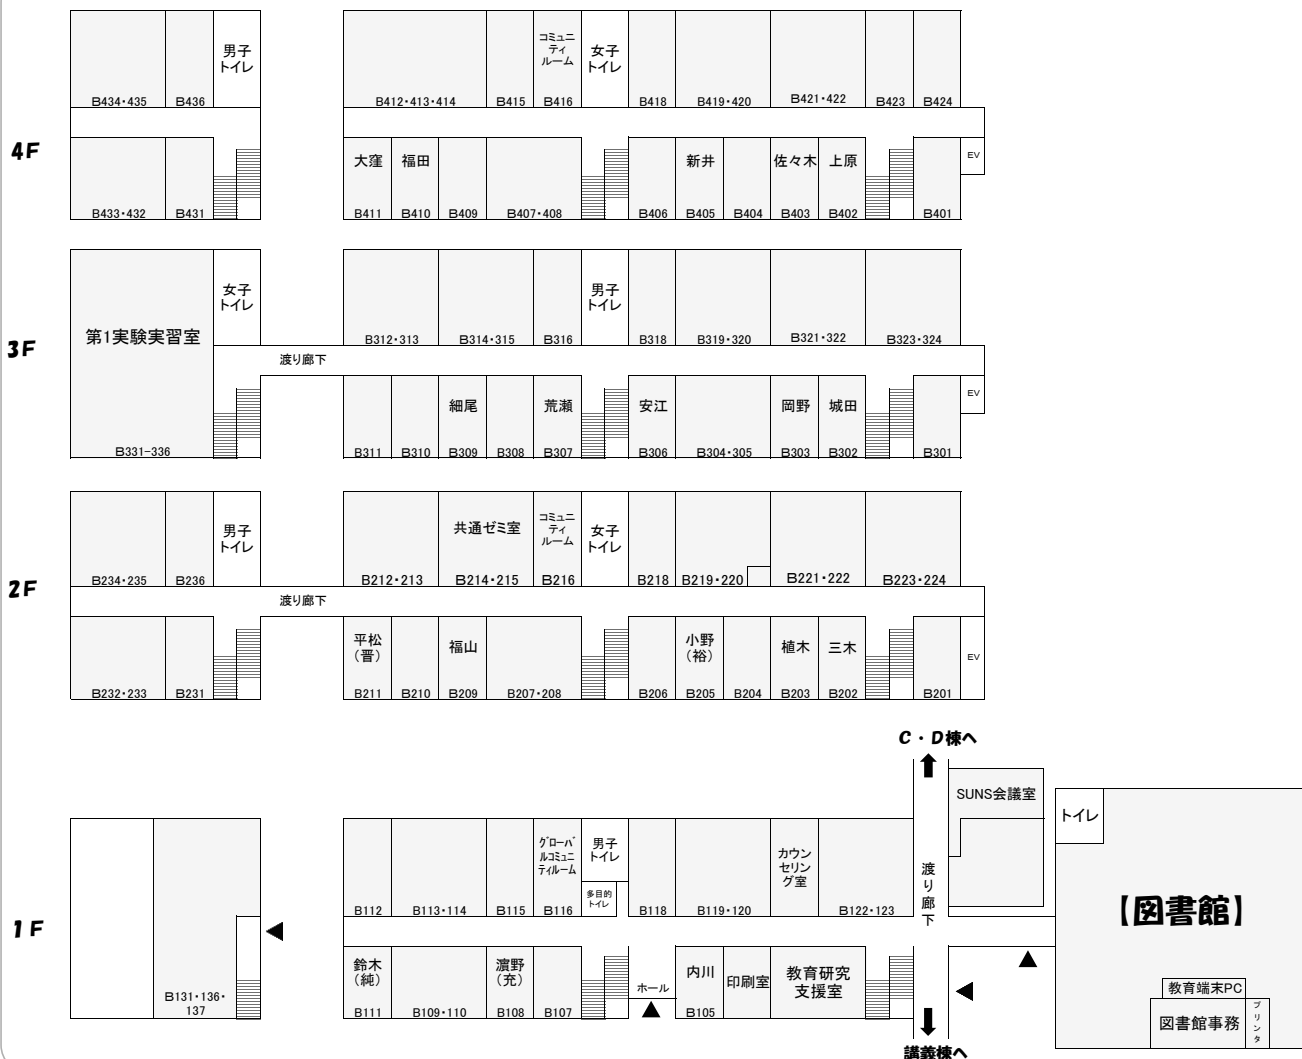 コミュニ
ティ
ルーム
男子
トイレ
女子
トイレ
B434・435
B436
B412・413・414
B415
B416
B418
B419・420
B421・422
B423
B424
4F
大窪
福田
新井
佐々木
上原
EV
B433・432
B431
B411
B410
B409
B407・408
B406
B405
B404
B403
B402
B401
女子
トイレ
男子
トイレ
第1実験実習室
B312・313
B314・315
B316
B318
B319・320
B321・322
B323・324
3F
渡り廊下
細尾
荒瀬
安江
岡野
城田
EV
B331-336
B311
B310
B309
B308
B307
B306
B304・305
B303
B302
B301
男子
トイレ
共通ゼミ室
コミュニ
ティ
ルーム
女子
トイレ
B234・235
B236
B212・213
B214・215
B216
B218
B219・220
B221・222
B223・224
2F
渡り廊下
平松
(晋)
福山
小野
(裕)
植木
三木
EV
B232・233
B231
B211
B210
B209
B207・208
B206
B205
B204
B203
B202
B201
C・D棟へ
SUNS会議室
トイレ
グローバ
ルコミュニ
ティルーム
男子
トイレ
多目的
トイレ
カウン
セリン
グ室
渡り廊下
B112
B113・114
B115
B116
B118
B119・120
B122・123
【図書館】
1F
鈴木
(純)
濵野
(充)
ホール
内川
印刷室
教育研究
支援室
B131・136・
137
B111
B109・110
B108
B107
B105
教育端末PC
図書館事務
プリンタ
講義棟へ